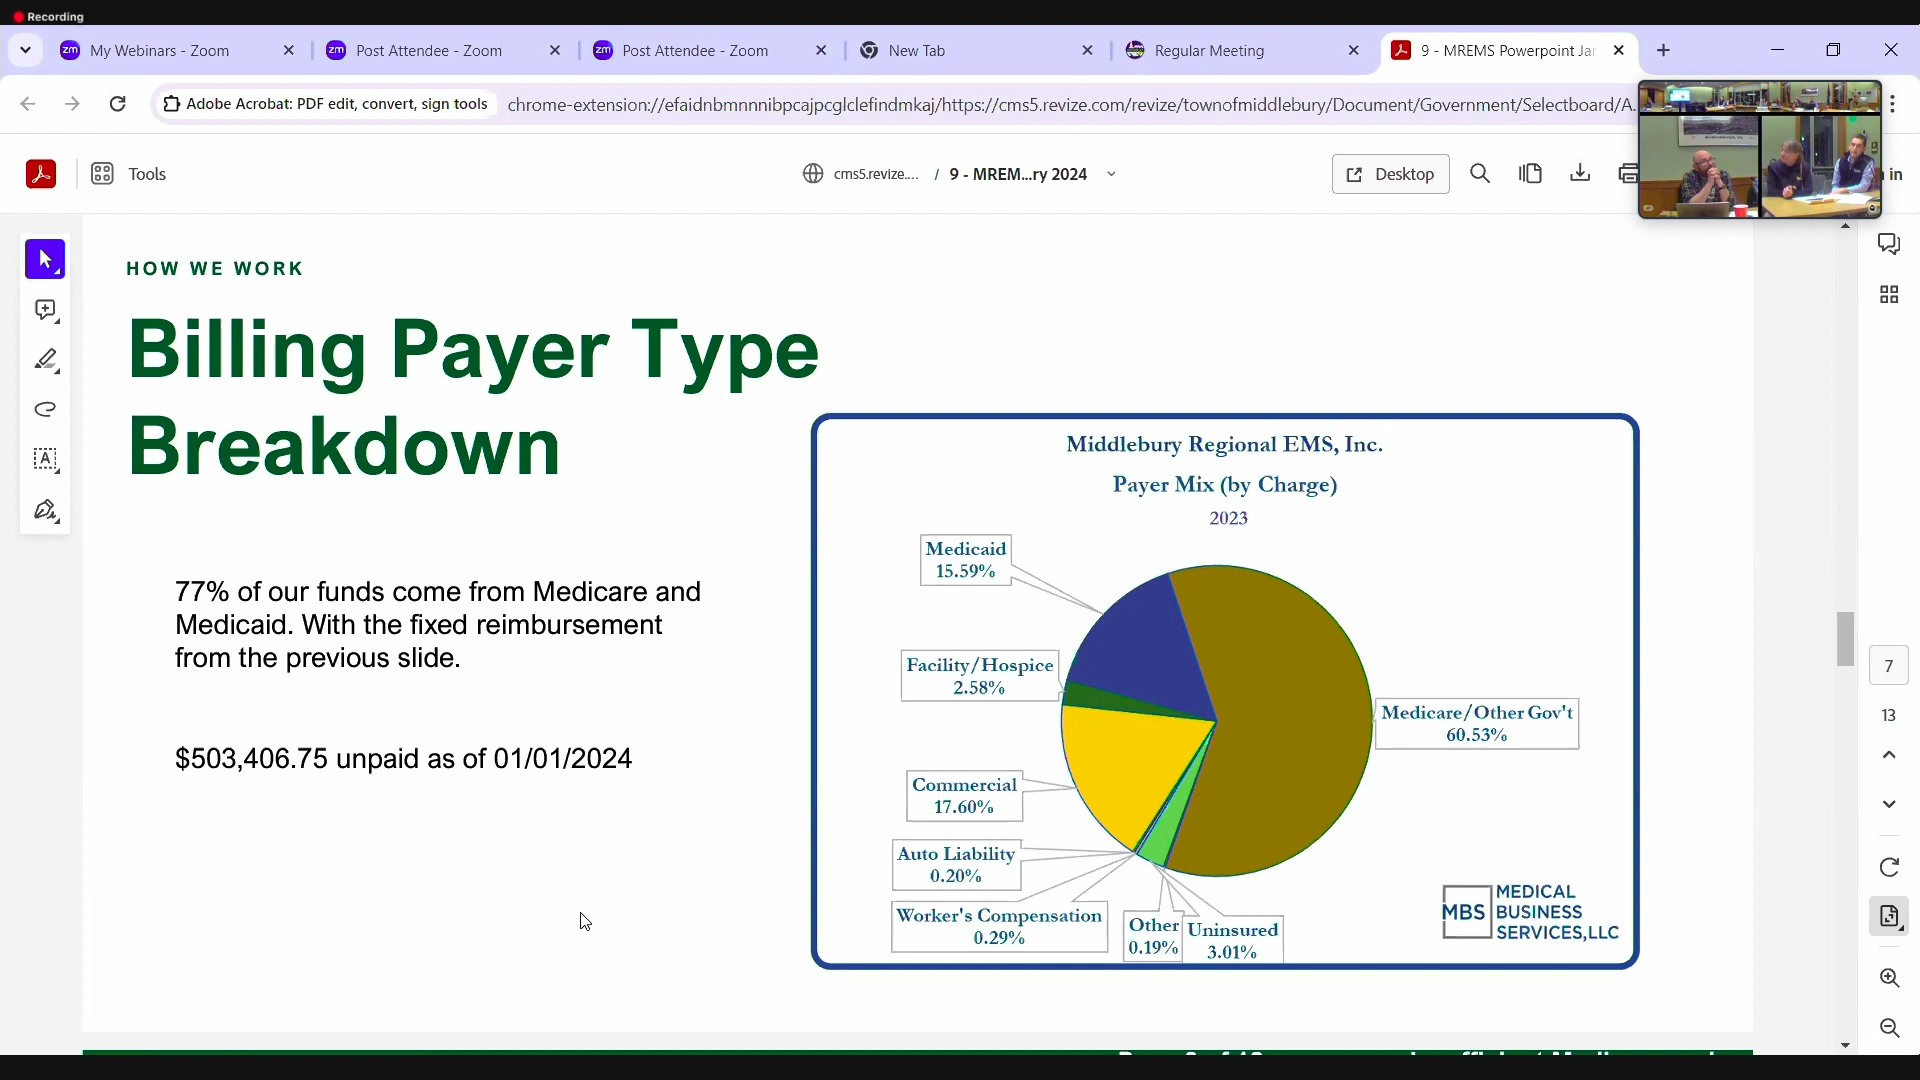 Recording
My Webinars - Zoom
Post Attendee - Zoom
Post Attendee - Zoom
New Tab
Regular Meeting
9 - MREMS Powerpoint Jar
Adobe Acrobat: PDF edit, convert, sign tools
chrome-extension://efaidnbmnnnibpcajpcglclefindmkaj/https://cms5.revize.com/revize/townofmiddlebury/Document/Government/Selectboard/A...
Tools
cms5.revize.... / 9 - MREM...ry 2024
Desktop
in
HOW WE WORK
Billing Payer Type
Breakdown
77% of our funds come from Medicare and
Medicaid. With the fixed reimbursement
from the previous slide.
$503,406.75 unpaid as of 01/01/2024
Middlebury Regional EMS, Inc.
Payer Mix (by Charge)
2023
Medicaid
15.59%
Facility/Hospice
2.58%
Medicare/Other Gov't
60.53%
Commercial
17.60%
Auto Liability
0.20%
Worker's Compensation
0.29%
Other
0.19%
Uninsured
3.01%
MBS
MEDICAL
BUSINESS
SERVICES,LLC
7
13